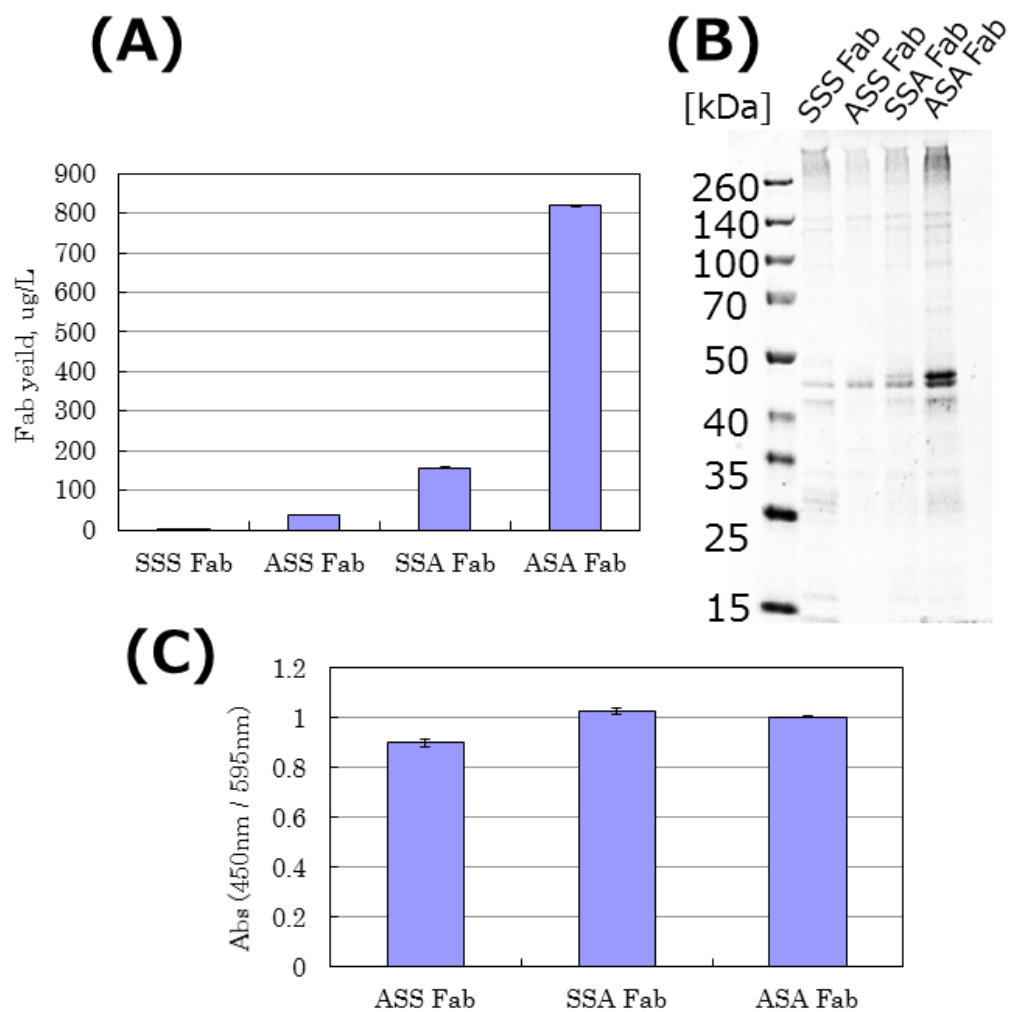 (A)
900
800
700
600
500
400
300
200
100
0
Fab yeild, ug/L
SSS Fab
ASS Fab
SSA Fab
ASA Fab
(B)
[kDa]
SSS Fab
ASS Fab
SSA Fab
ASA Fab
260
140
100
70
50
40
35
25
15
(C)
1.2
1
0.8
0.6
0.4
0.2
0
Abs (450nm / 595nm)
ASS Fab
SSA Fab
ASA Fab